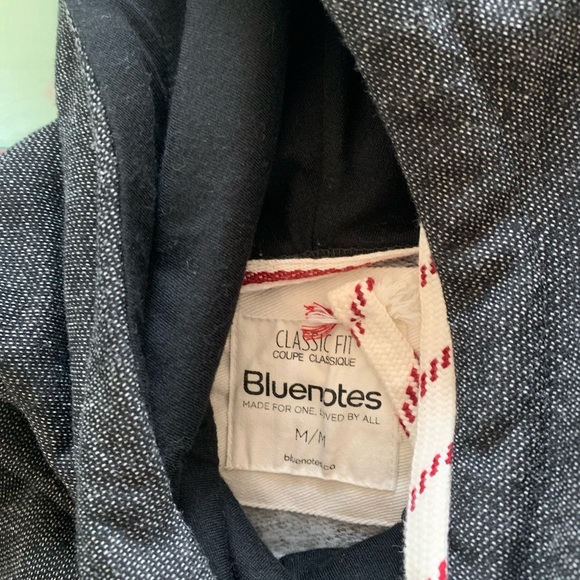 CLASSIC FIT
COUPE CLASSIQUE
Bluenotes
MADE FOR ONE, LOVED BY ALL
M/M
bluenotes.co